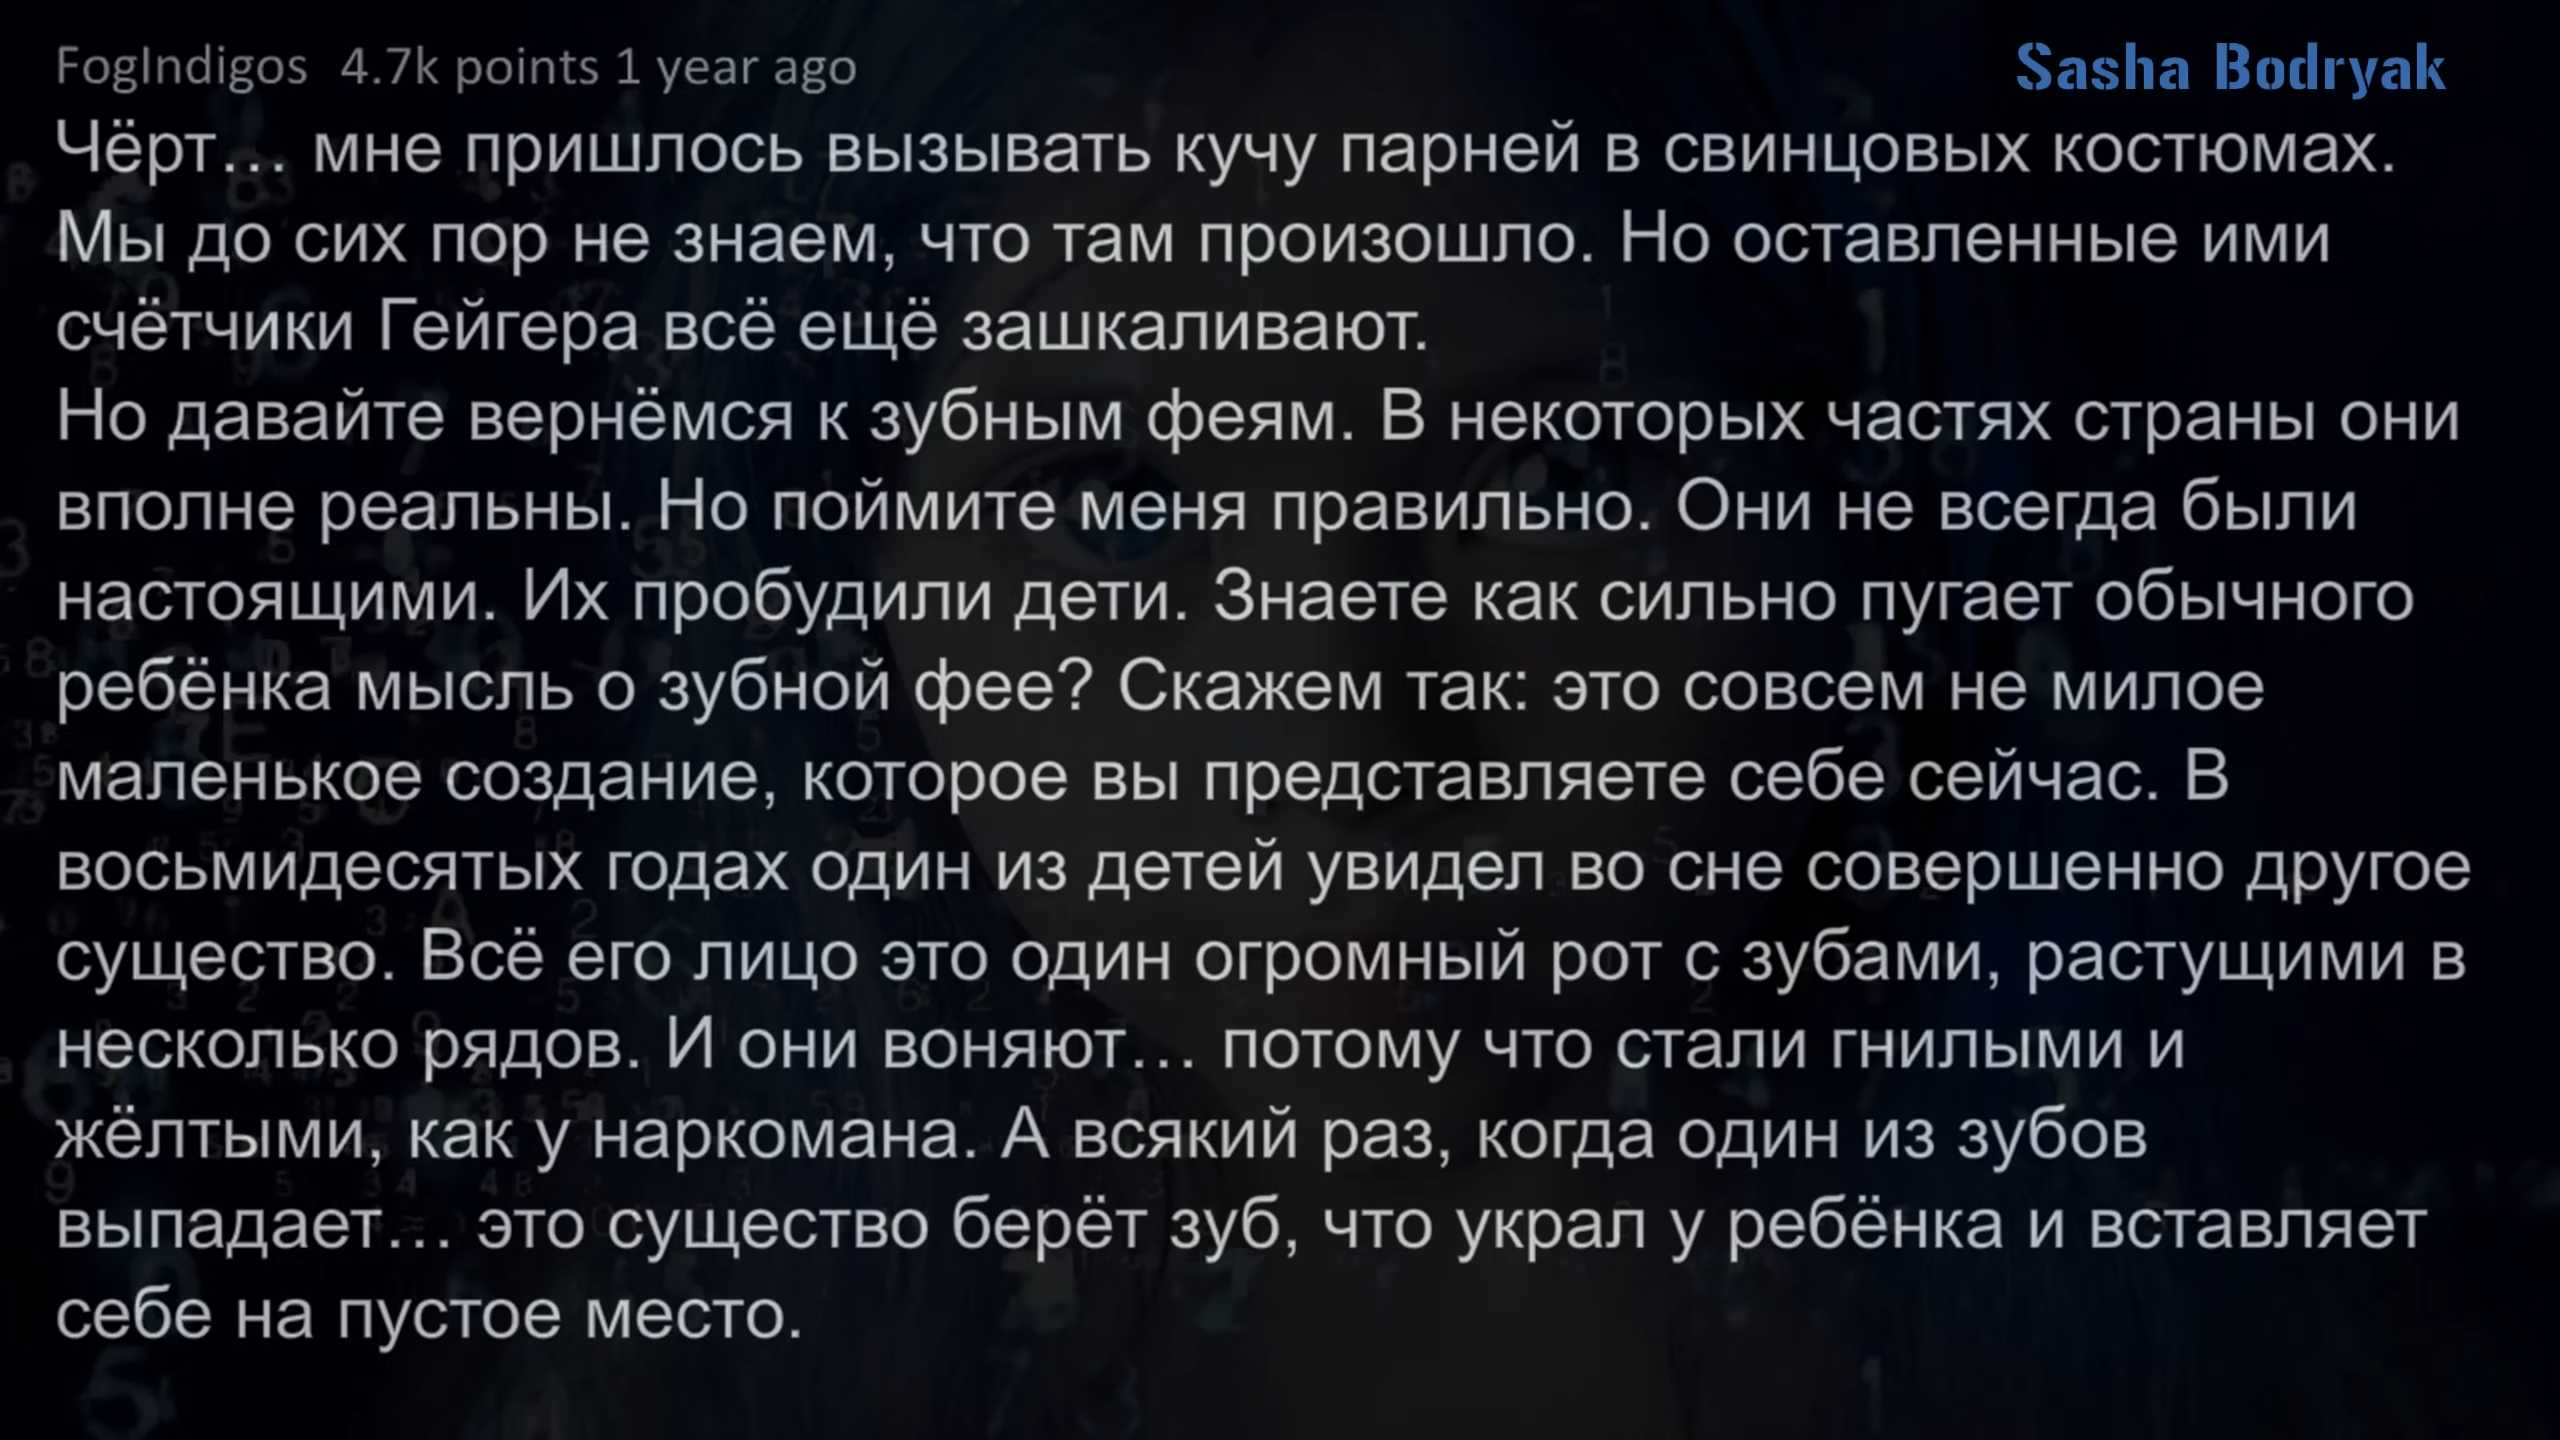 FogIndigos 4.7k points 1 year ago
Sasha Bodryak
Чёрт... мне пришлось вызывать кучу парней в свинцовых костюмах.
Мы до сих пор не знаем, что там произошло. Но оставленные ими
счётчики Гейгера всё ещё зашкаливают.
Но давайте вернёмся к зубным феям. В некоторых частях страны они
вполне реальны. Но поймите меня правильно. Они не всегда были
настоящими. Их пробудили дети. Знаете как сильно пугает обычного
ребёнка мысль о зубной фее? Скажем так: это совсем не милое
маленькое создание, которое вы представляете себе сейчас. В
восьмидесятых годах один из детей увидел во сне совершенно другое
существо. Всё его лицо это один огромный рот с зубами, растущими в
несколько рядов. И они воняют... потому что стали гнилыми и
жёлтыми, как у наркомана. А всякий раз, когда один из зубов
выпадает... это существо берёт зуб, что украл у ребёнка и вставляет
себе на пустое место.